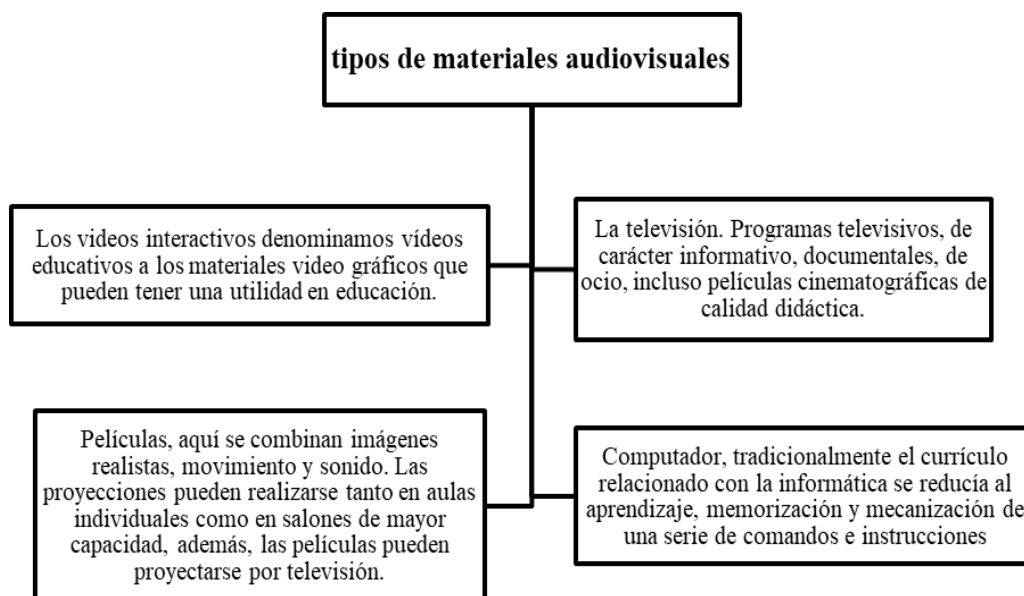 tipos de materiales audiovisuales
Los videos interactivos denominamos vídeos
educativos a los materiales video gráficos que
pueden tener una utilidad en educación.
La televisión. Programas televisivos, de
carácter informativo, documentales, de
ocio, incluso películas cinematográficas de
calidad didáctica.
Películas, aquí se combinan imágenes
realistas, movimiento y sonido. Las
proyecciones pueden realizarse tanto en aulas
individuales como en salones de mayor
capacidad, además, las películas pueden
proyectarse por televisión.
Computador, tradicionalmente el currículo
relacionado con la informática se reducía al
aprendizaje, memorización y mecanización de
una serie de comandos e instrucciones